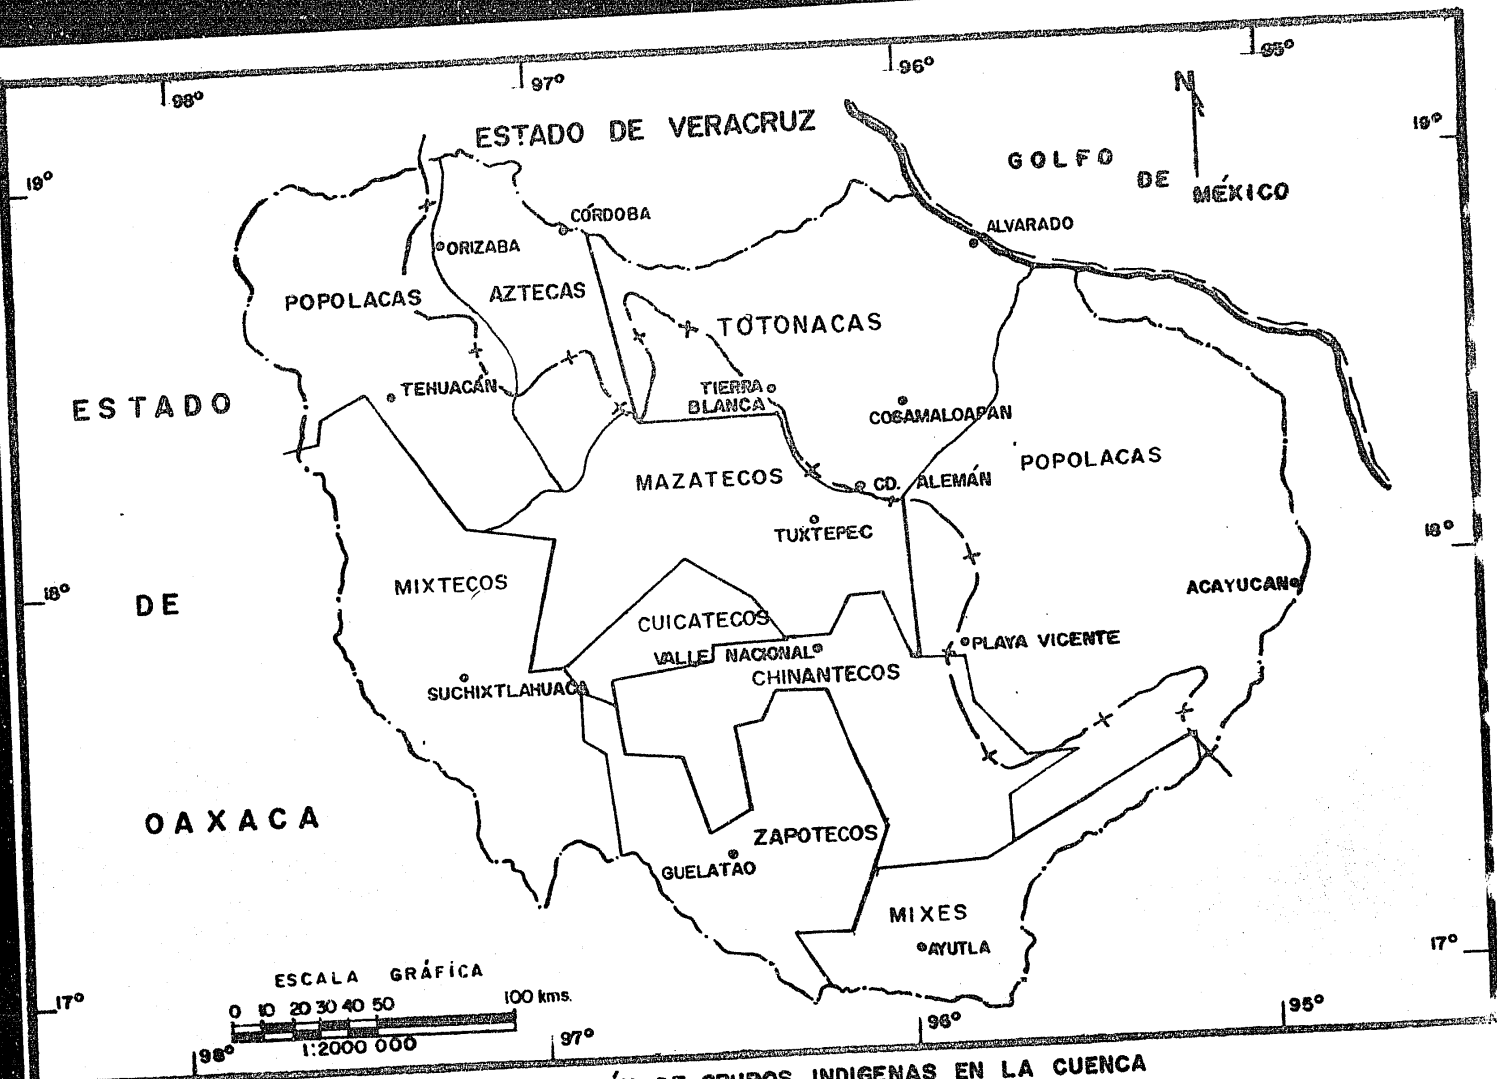 98°
97°
96°
95°
ESTADO DE VERACRUZ
N
GOLFO
DE
MÉXICO
19°
19°
CÓRDOBA
ALVARADO
ORIZABA
POPOLACAS
AZTECAS
TOTONACAS
TEHUACÁN
TIERRA
BLANCA
ESTADO
COSAMALOAPAN
MAZATECOS
CD. ALEMÁN
POPOLACAS
TUXTEPEC
18°
18°
MIXTECOS
ACAYUCAN
DE
CUICATECOS
VALLE NACIONAL
PLAYA VICENTE
CHINANTECOS
SUCHIXTLAHUACA
OAXACA
ZAPOTECOS
GUELATAO
MIXES
AYUTLA
17°
17°
ESCALA GRÁFICA
0 10 20 30 40 50 100 kms.
1:2000 000
98°
97°
96°
95°
DE GRUPOS INDIGENAS EN LA CUENCA